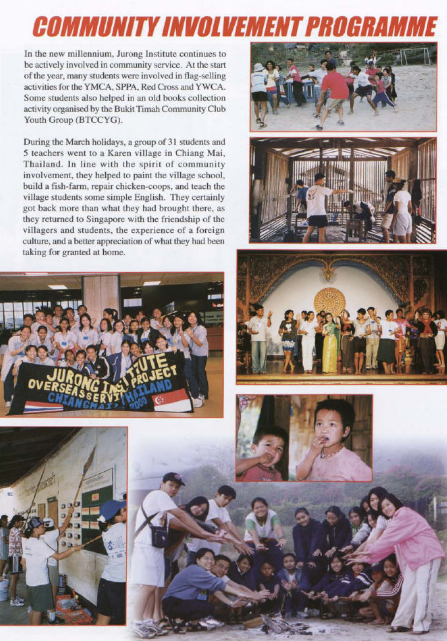 COMMUNITY INVOLVEMENT PROGRAMME
In the new millennium, Jurong Institute continues to
be actively involved in community service. At the start
of the year, many students were involved in flag-selling
activities for the YMCA, SPPA, Red Cross and YWCA.
Some students also helped in an old books collection
activity organised by the Bukit Timah Community Club
Youth Group (BTCCYG).
During the March holidays, a group of 31 students and
5 teachers went to a Karen village in Chiang Mai,
Thailand. In line with the spirit of community
involvement, they helped to paint the village school,
build a fish-farm, repair chicken-coops, and teach the
village students some simple English. They certainly
got back more than what they had brought there, as
they returned to Singapore with the friendship of the
villagers and students, the experience of a foreign
culture, and a better appreciation of what they had been
taking for granted at home.
JURONG INSTITUTE
OVERSEAS SERVICE PROJECT
CHIANGMAI, THAILAND
2000